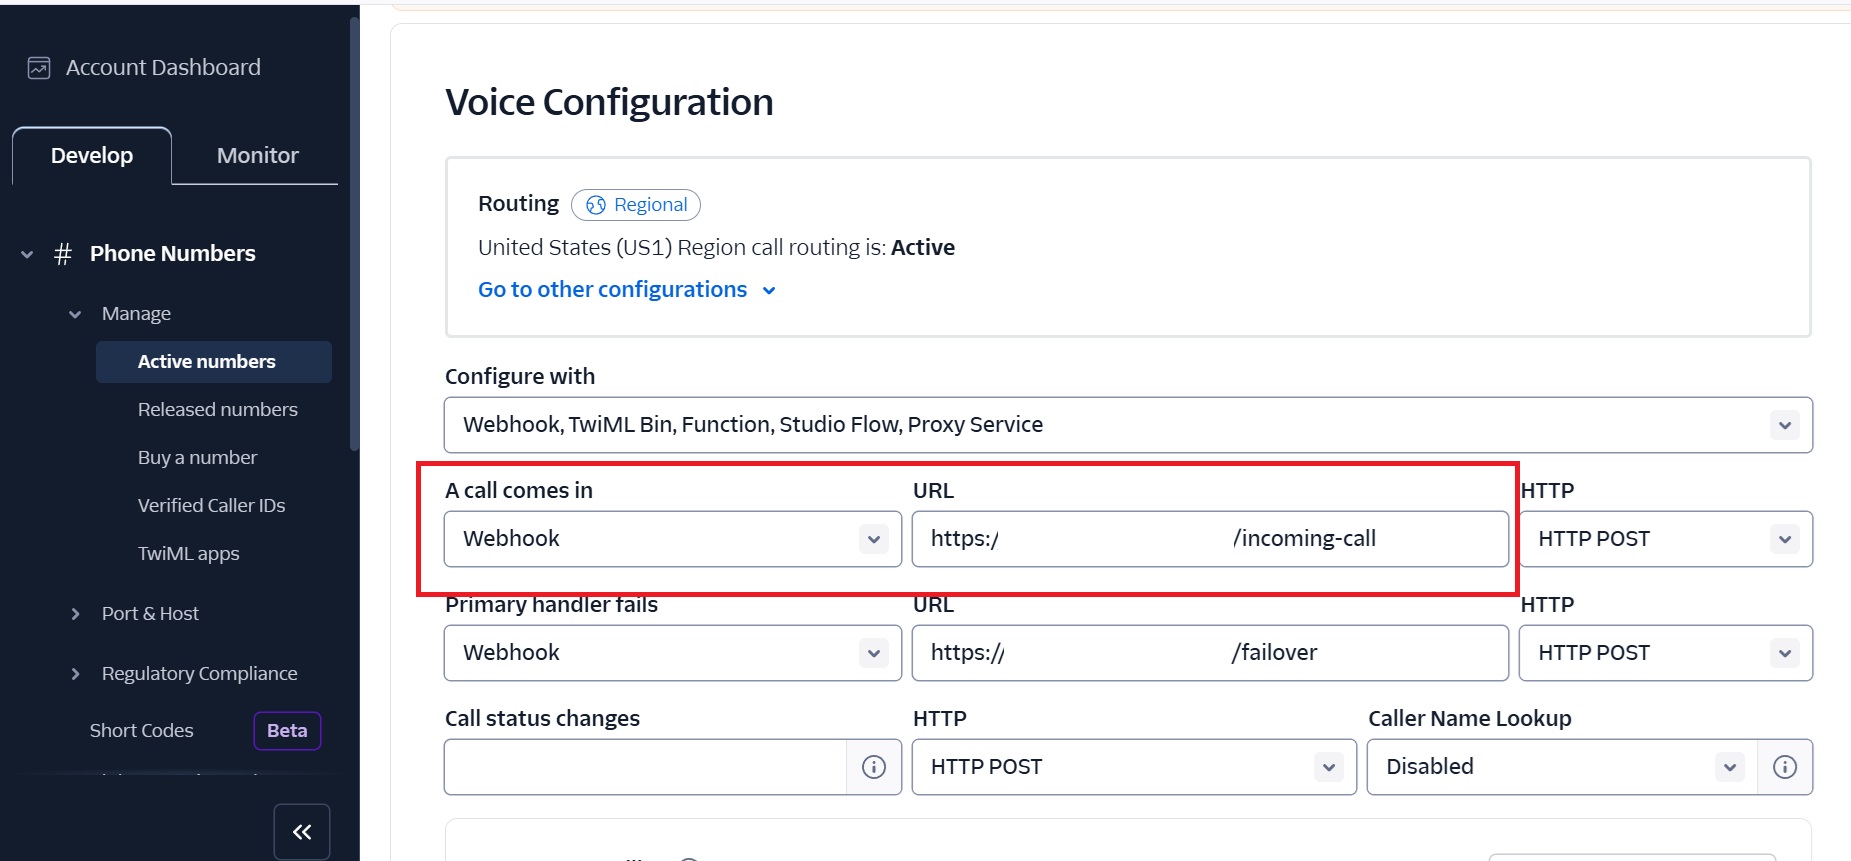 Account Dashboard
Develop
Monitor
# Phone Numbers
Manage
Active numbers
Released numbers
Buy a number
Verified Caller IDs
TwiML apps
Port & Host
Regulatory Compliance
Short Codes Beta
Voice Configuration
Routing Regional
United States (US1) Region call routing is: Active
Go to other configurations
Configure with
Webhook, TwiML Bin, Function, Studio Flow, Proxy Service
A call comes in URL HTTP
Webhook https:/ /incoming-call HTTP POST
Primary handler fails URL HTTP
Webhook https:// /failover HTTP POST
Call status changes HTTP Caller Name Lookup
HTTP POST Disabled